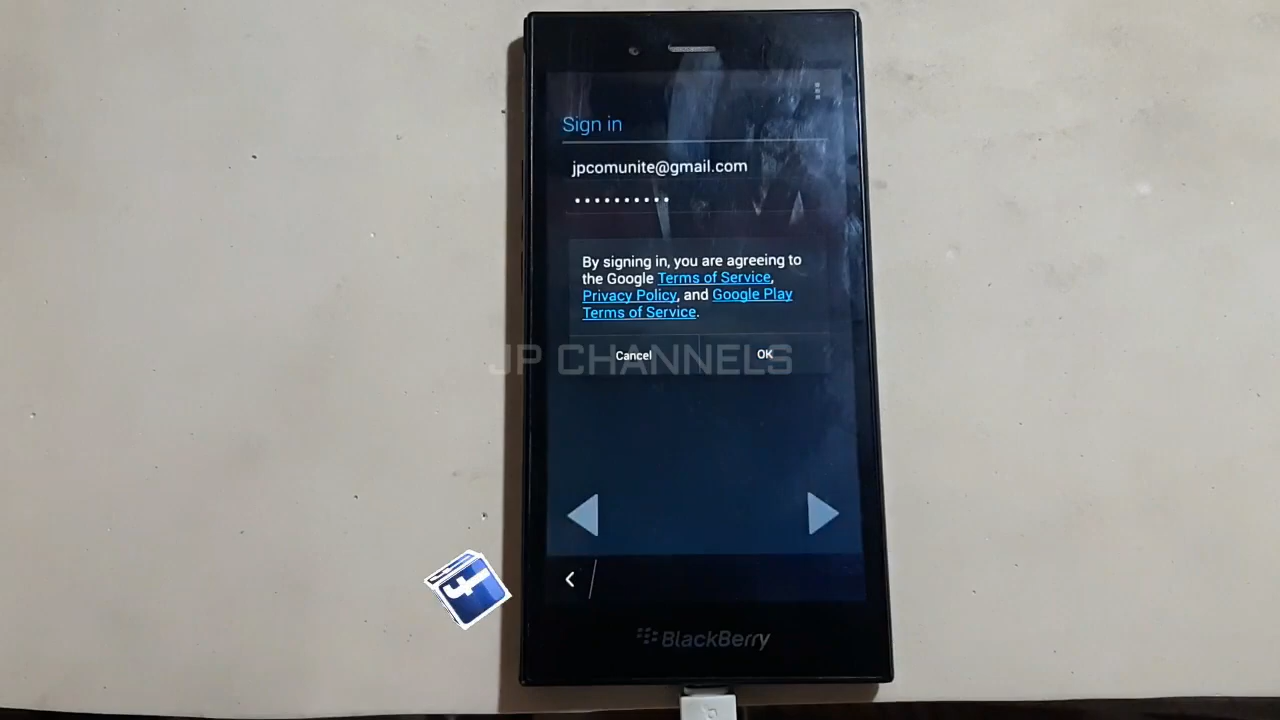 Sign in
jpcomunite@gmail.com
By signing in, you are agreeing to
the Google Terms of Service,
Privacy Policy, and Google Play
Terms of Service.
Cancel OK
JP CHANNELS
BlackBerry